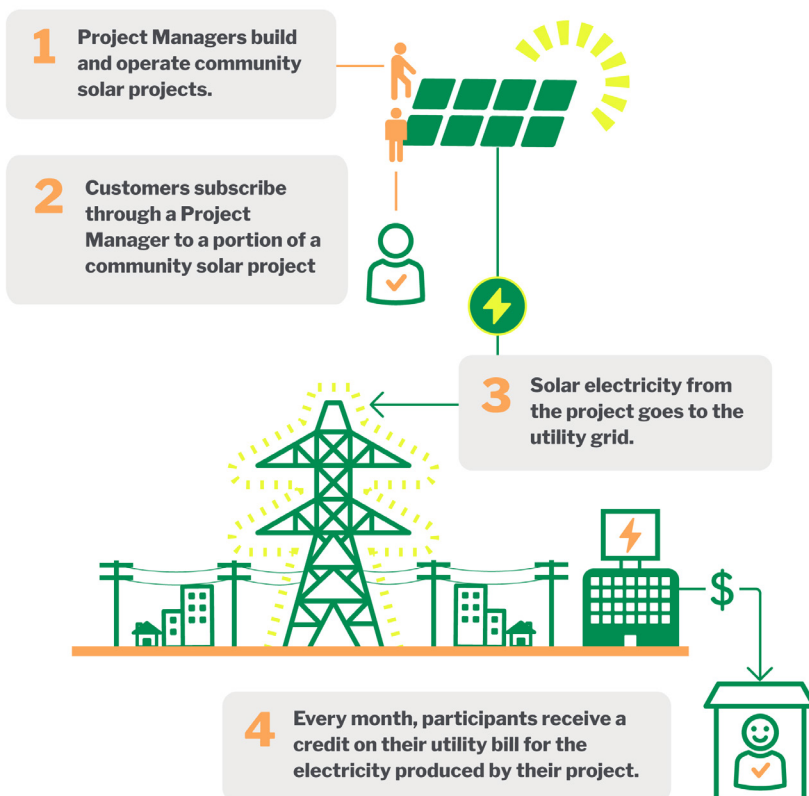 1
Project Managers build
and operate community
solar projects.
2
Customers subscribe
through a Project
Manager to a portion of a
community solar project
3
Solar electricity from
the project goes to the
utility grid.
$
4
Every month, participants receive a
credit on their utility bill for the
electricity produced by their project.